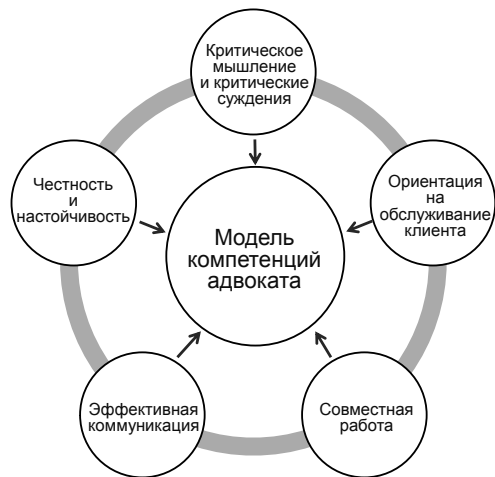 Критическое
мышление
и критические
суждения
Честность
и
настойчивость
Ориентация
на
обслуживание
клиента
Модель
компетенций
адвоката
Эффективная
коммуникация
Совместная
работа